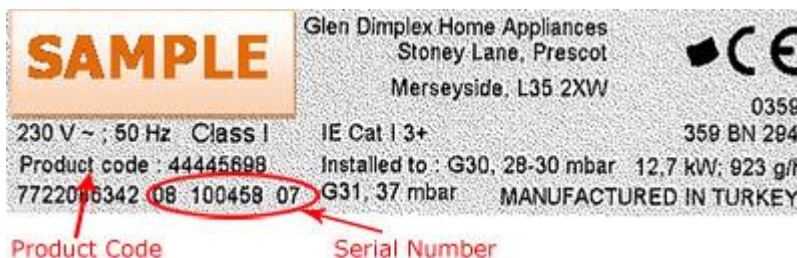 SAMPLE
Glen Dimplex Home Appliances
Stoney Lane, Prescot
Merseyside, L35 2XW
CE
0359
230 V ~ ; 50 Hz Class I
IE Cat I 3+
359 BN 294
Product code : 44445698
Installed to : G30, 28-30 mbar
12,7 kW; 923 g/h
08 100458 07
G31, 37 mbar
MANUFACTURED IN TURKEY
Product Code
Serial Number